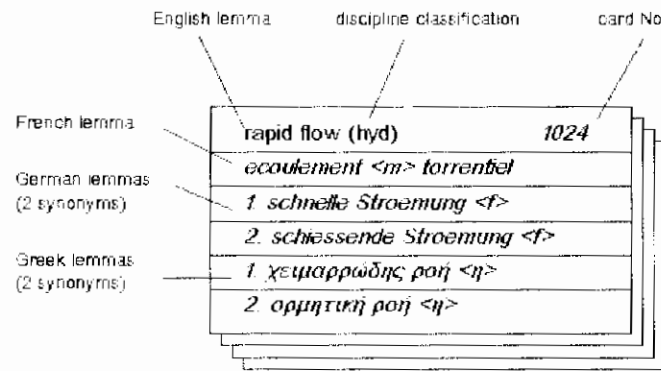 English lemma discipline classification card No
rapid flow (hyd) 1024
French lemma
ecoulement <m> torrentiel
German lemmas
(2 synonyms)
1. schnelle Stroemung <f>
2. schiessende Stroemung <f>
Greek lemmas
(2 synonyms)
1. χειμαρρώδης ροή <η>
2. ορμητική ροή <η>